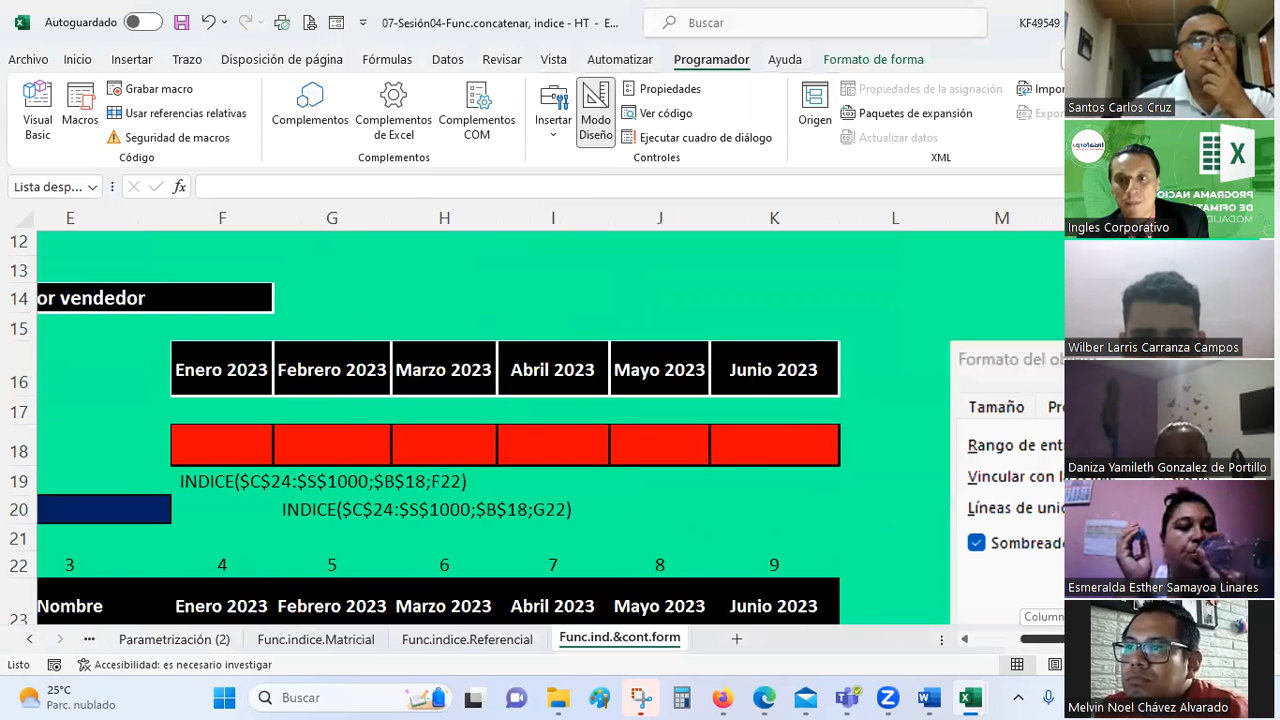 Autoguardado
07-Sesión04-Func.concatenar, indice - HT - E...
Buscar
KF49549
Archivo Inicio Insertar Trazo Disposición de página Fórmulas Datos Revisar Vista Automatizar Programador Ayuda Formato de forma
Visual Basic
Macros
Grabar macro
Usar referencias relativas
Seguridad de macros
Código
Complementos
Complementos de Excel
Complementos COM
Complementos
Insertar
Modo Diseño
Propiedades
Ver código
Ejecutar cuadro de diálogo
Controles
Origen
Propiedades de la asignación
Paquetes de expansión
Actualizar datos
XML
Lista desp...
fx
E F G H I J K L M
12
13
14 or vendedor
15
16 Enero 2023 Febrero 2023 Marzo 2023 Abril 2023 Mayo 2023 Junio 2023
17
18
19 INDICE($C$24:$S$1000;$B$18;F22)
20 INDICE($C$24:$S$1000;$B$18;G22)
21
22 3 4 5 6 7 8 9
23 Nombre Enero 2023 Febrero 2023 Marzo 2023 Abril 2023 Mayo 2023 Junio 2023
Formato del ob
Tamaño
Rango de ent
Vincular con
Líneas de uni
Sombread
Column
... Parametrización (2) Func.indice.Matricial Func.indice.Referencial Func.ind.&cont.form
Listo
Accesibilidad: es necesario investigar
25°C
Parc. nublado
Buscar
Santos Carlos Cruz
Ingles Corporativo
Wilber Larris Carranza Campos
Daniza Yamileth Gonzalez de Portillo
Esmeralda Esther Samayoa Linares
Melvin Noel Chávez Alvarado